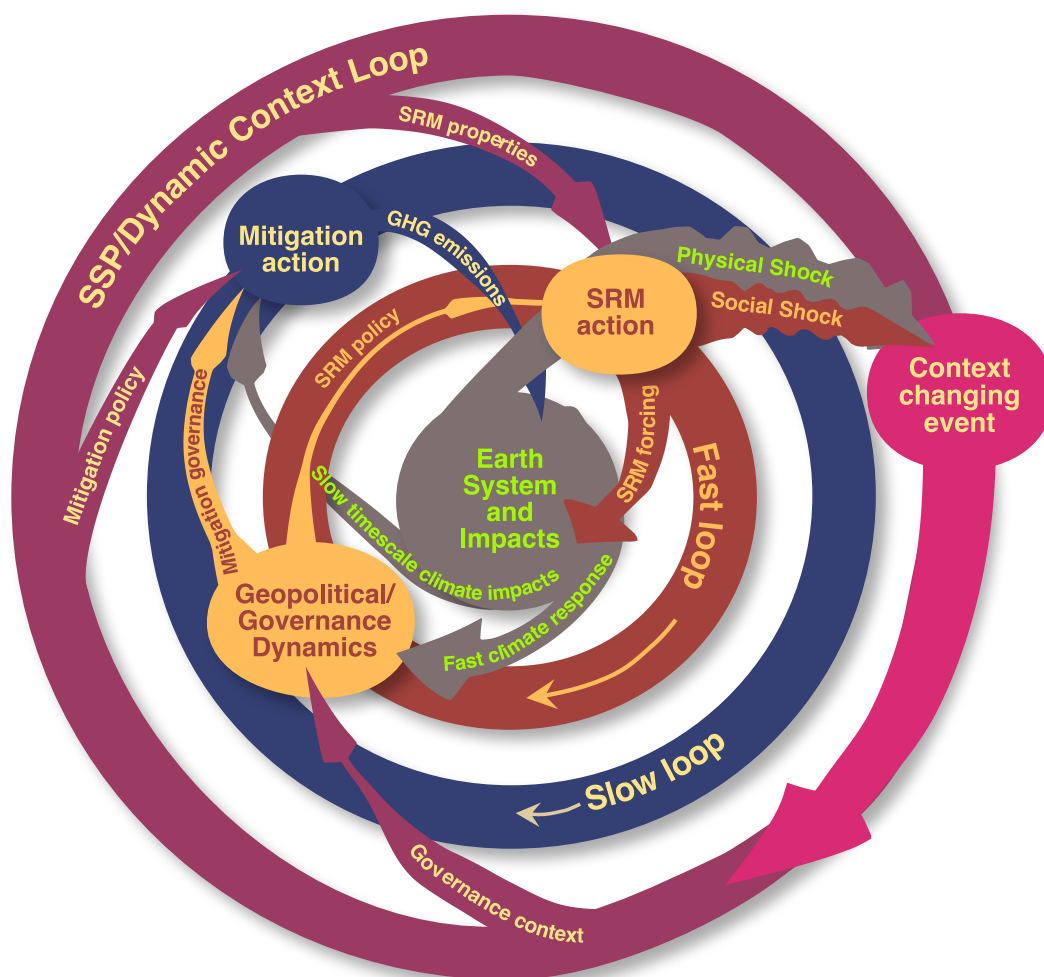 SSP/Dynamic Context Loop
SRM properties
Mitigation
action
GHG emissions
Physical Shock
Social Shock
SRM
action
Context
changing
event
SRM policy
Mitigation policy
Mitigation governance
SRM forcing
Fast loop
Earth
System
and
Impacts
Slow timescale climate impacts
Fast climate response
Geopolitical/
Governance
Dynamics
Slow loop
Governance context